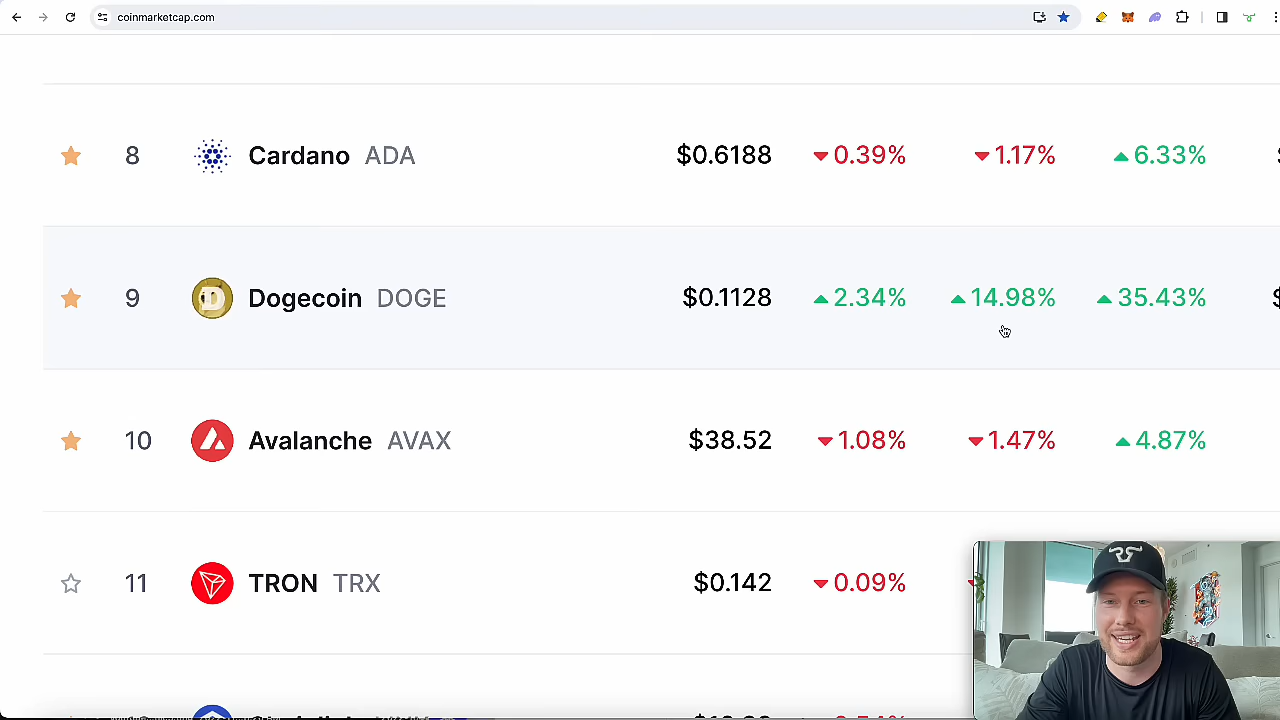 coinmarketcap.com
8 Cardano ADA $0.6188 0.39% 1.17% 6.33%
9 Dogecoin DOGE $0.1128 2.34% 14.98% 35.43%
10 Avalanche AVAX $38.52 1.08% 1.47% 4.87%
11 TRON TRX $0.142 0.09%